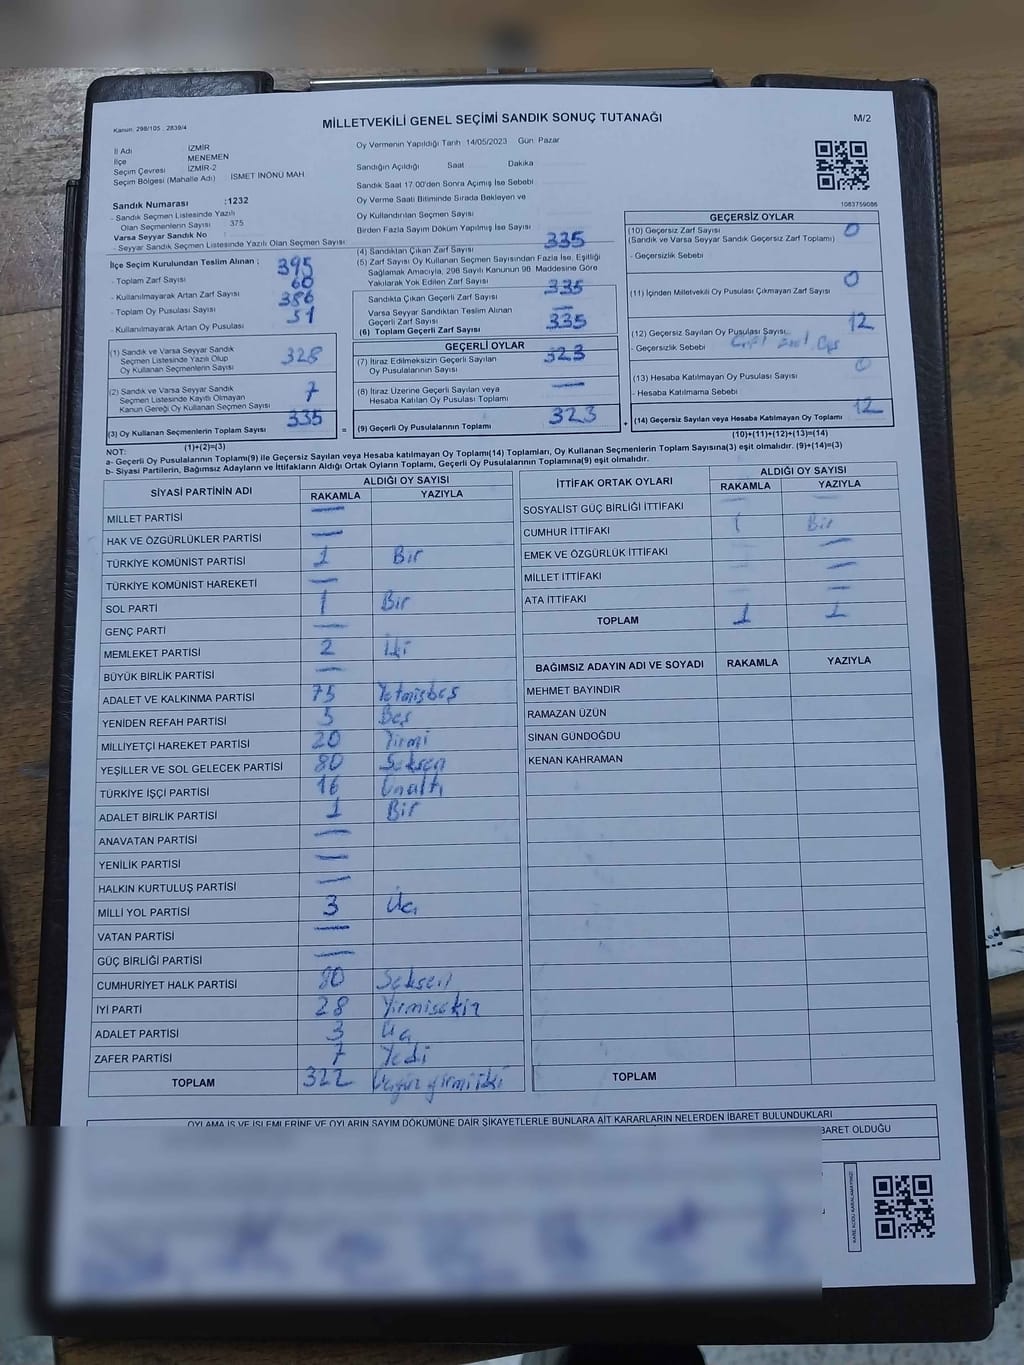 Kanun: 298/105 : 2839/4
MİLLETVEKİLİ GENEL SEÇİMİ SANDIK SONUÇ TUTANAĞI
M/2
İl Adı İZMİR
İlçe MENEMEN
Seçim Çevresi İZMİR-2
Seçim Bölgesi (Mahalle Adı) İSMET İNÖNÜ MAH.
Sandık Numarası :1232
- Sandık Seçmen Listesinde Yazılı
Olan Seçmenlerin Sayısı 375
Varsa Seyyar Sandık No :
- Seyyar Sandık Seçmen Listesinde Yazılı Olan Seçmen Sayısı:
Oy Vermenin Yapıldığı Tarih 14/05/2023 Gün: Pazar
Sandığın Açıldığı Saat Dakika
Sandık Saat 17.00'den Sonra Açımış İse Sebebi
Oy Verme Saati Bitiminde Sırada Bekleyen ve
Oy Kullandırılan Seçmen Sayısı
Birden Fazla Sayım Döküm Yapılmış İse Sayısı
1083759086
İlçe Seçim Kurulundan Teslim Alınan ;
- Toplam Zarf Sayısı 395
- Kullanılmayarak Artan Zarf Sayısı 60
- Toplam Oy Pusulası Sayısı 386
- Kullanılmayarak Artan Oy Pusulası 51
(1) Sandık ve Varsa Seyyar Sandık
Seçmen Listesinde Yazılı Olup
Oy Kullanan Seçmenlerin Sayısı 328
(2) Sandık ve Varsa Seyyar Sandık
Seçmen Listesinde Kayıtlı Olmayan
Kanun Gereği Oy Kullanan Seçmen Sayısı 7
(3) Oy Kullanan Seçmenlerin Toplam Sayısı 335 =
(1)+(2)=(3)
(4) Sandıktan Çıkan Zarf Sayısı 335
(5) Zarf Sayısı Oy Kullanan Seçmen Sayısından Fazla İse, Eşitliği
Sağlamak Amacıyla, 298 Sayılı Kanunun 98. Maddesine Göre
Yakılarak Yok Edilen Zarf Sayısı
Sandıkta Çıkan Geçerli Zarf Sayısı 335
Varsa Seyyar Sandıktan Teslim Alınan
Geçerli Zarf Sayısı —
(6) Toplam Geçerli Zarf Sayısı 335
GEÇERLİ OYLAR
(7) İtiraz Edilmeksizin Geçerli Sayılan
Oy Pusulasının Sayısı 323
(8) İtiraz Üzerine Geçerli Sayılan veya
Hesaba Katılan Oy Pusulası Toplamı —
(9) Geçerli Oy Pusulalarının Toplamı 323 +
GEÇERSİZ OYLAR
(10) Geçersiz Zarf Sayısı 0
(Sandık ve Varsa Seyyar Sandık Geçersiz Zarf Toplamı)
- Geçersizlik Sebebi
(11) İçinden Milletvekili Oy Pusulası Çıkmayan Zarf Sayısı 0
(12) Geçersiz Sayılan Oy Pusulası Sayısı 12
- Geçersizlik Sebebi
(13) Hesaba Katılmayan Oy Pusulası Sayısı 0
- Hesaba Katılmama Sebebi
(14) Geçersiz Sayılan veya Hesaba Katılmayan Oy Toplamı 12
(10)+(11)+(12)+(13)=(14)
NOT:
a- Geçerli Oy Pusulalarının Toplamı(9) ile Geçersiz Sayılan veya Hesaba katılmayan Oy Toplamı(14) Toplamları, Oy Kullanan Seçmenlerin Toplam Sayısına(3) eşit olmalıdır. (9)+(14)=(3)
b- Siyasi Partilerin, Bağımsız Adayların ve İttifakların Aldığı Ortak Oyların Toplamı, Geçerli Oy Pusulalarının Toplamına(9) eşit olmalıdır.
SİYASİ PARTİNİN ADI ALDIĞI OY SAYISI
RAKAMLA YAZIYLA
MİLLET PARTİSİ —
HAK VE ÖZGÜRLÜKLER PARTİSİ —
TÜRKİYE KOMÜNİST PARTİSİ 1 Bir
TÜRKİYE KOMÜNİST HAREKETİ —
SOL PARTİ 1 Bir
GENÇ PARTİ —
MEMLEKET PARTİSİ 2 İki
BÜYÜK BİRLİK PARTİSİ —
ADALET VE KALKINMA PARTİSİ 75 Yetmişbeş
YENİDEN REFAH PARTİSİ 5 Beş
MİLLİYETÇİ HAREKET PARTİSİ 20 Yirmi
YEŞİLLER VE SOL GELECEK PARTİSİ 80 Seksen
TÜRKİYE İŞÇİ PARTİSİ 16 Onaltı
ADALET BİRLİK PARTİSİ 1 Bir
ANAVATAN PARTİSİ —
YENİLİK PARTİSİ —
HALKIN KURTULUŞ PARTİSİ —
MİLLİ YOL PARTİSİ 3 Üç
VATAN PARTİSİ —
GÜÇ BİRLİĞİ PARTİSİ —
CUMHURİYET HALK PARTİSİ 80 Seksen
İYİ PARTİ 28 Yirmisekiz
ADALET PARTİSİ 3 Üç
ZAFER PARTİSİ 7 Yedi
TOPLAM 322 Üçyüzyirmiiki
İTTİFAK ORTAK OYLARI ALDIĞI OY SAYISI
RAKAMLA YAZIYLA
SOSYALİST GÜÇ BİRLİĞİ İTTİFAKI — —
CUMHUR İTTİFAKI 1 Bir
EMEK VE ÖZGÜRLÜK İTTİFAKI — —
MİLLET İTTİFAKI — —
ATA İTTİFAKI — —
TOPLAM 1 1
BAĞIMSIZ ADAYIN ADI VE SOYADI RAKAMLA YAZIYLA
MEHMET BAYINDIR
RAMAZAN ÜZÜN
SİNAN GÜNDOĞDU
KENAN KAHRAMAN
TOPLAM
OYLAMA İŞ VE İŞLEMLERİNE VE OYLARIN SAYIM DÖKÜMÜNE DAİR ŞİKAYETLERLE BUNLARA AİT KARARLARIN NELERDEN İBARET BULUNDUKLARI
BARET OLDUĞU
KARE KODU KARALAMAYINIZ!